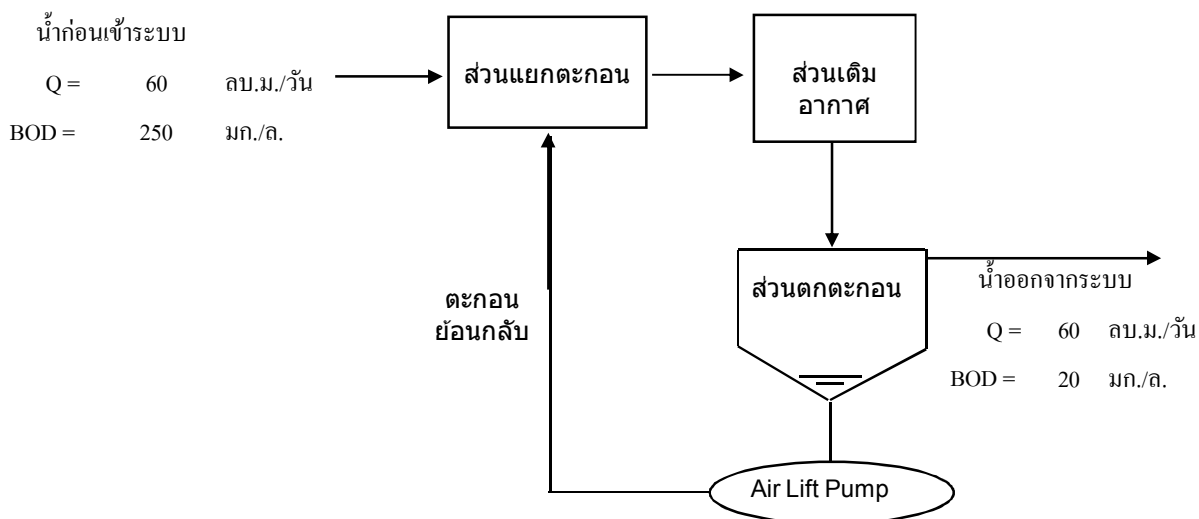 น้ำก่อนเข้าระบบ
Q = 60 ลบ.ม./วัน
BOD = 250 มก./ล.
ส่วนแยกตะกอน
ส่วนเติม
อากาศ
ตะกอน
ย้อนกลับ
ส่วนตกตะกอน
น้ำออกจากระบบ
Q = 60 ลบ.ม./วัน
BOD = 20 มก./ล.
Air Lift Pump